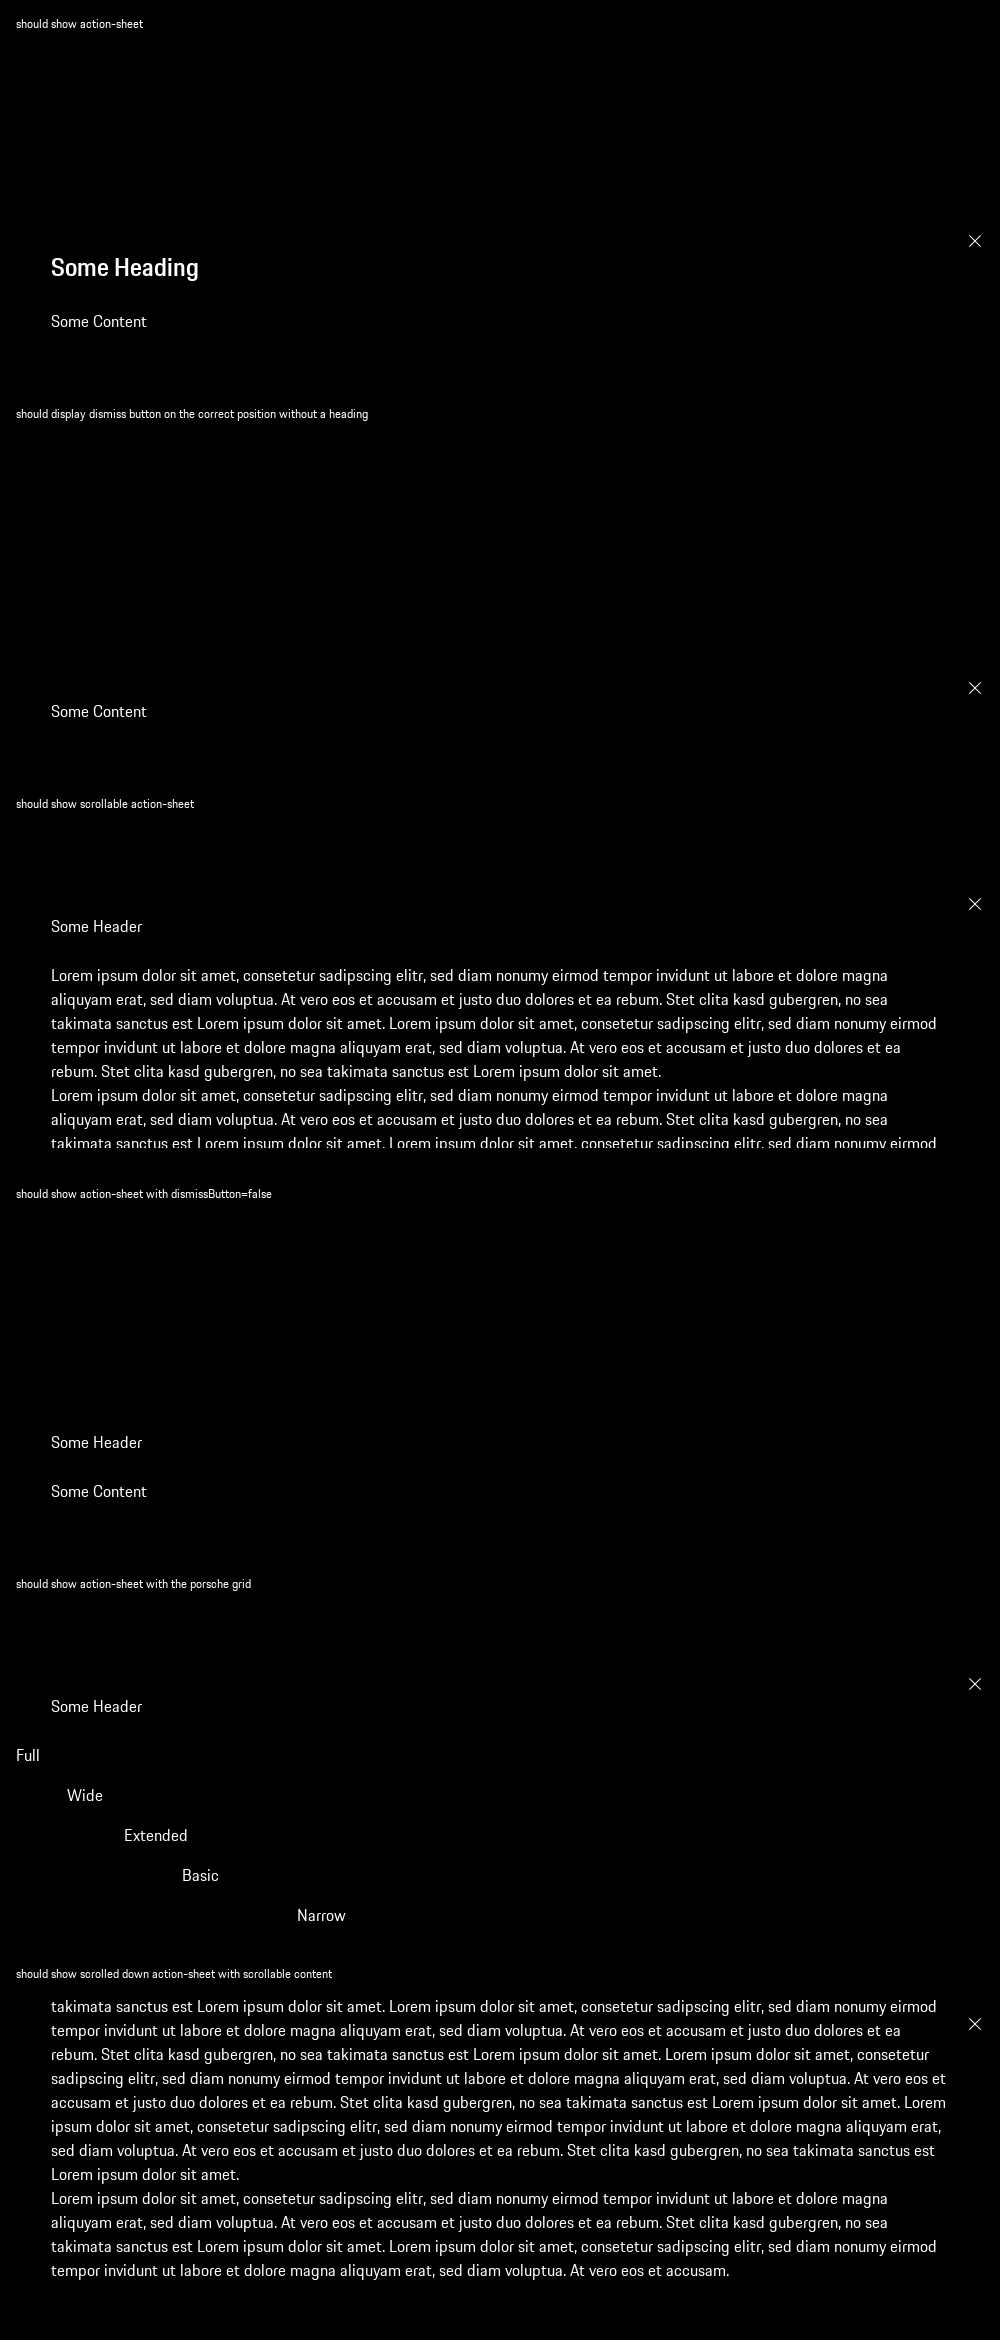 should show action-sheet
Some Heading
Some Content
should display dismiss button on the correct position without a heading
Some Content
should show scrollable action-sheet
Some Header
Lorem ipsum dolor sit amet, consetetur sadipscing elitr, sed diam nonumy eirmod tempor invidunt ut labore et dolore magna
aliquyam erat, sed diam voluptua. At vero eos et accusam et justo duo dolores et ea rebum. Stet clita kasd gubergren, no sea
takimata sanctus est Lorem ipsum dolor sit amet. Lorem ipsum dolor sit amet, consetetur sadipscing elitr, sed diam nonumy eirmod
tempor invidunt ut labore et dolore magna aliquyam erat, sed diam voluptua. At vero eos et accusam et justo duo dolores et ea
rebum. Stet clita kasd gubergren, no sea takimata sanctus est Lorem ipsum dolor sit amet.
Lorem ipsum dolor sit amet, consetetur sadipscing elitr, sed diam nonumy eirmod tempor invidunt ut labore et dolore magna
aliquyam erat, sed diam voluptua. At vero eos et accusam et justo duo dolores et ea rebum. Stet clita kasd gubergren, no sea
takimata sanctus est Lorem ipsum dolor sit amet. Lorem ipsum dolor sit amet, consetetur sadipscing elitr, sed diam nonumy eirmod
should show action-sheet with dismissButton=false
Some Header
Some Content
should show action-sheet with the porsche grid
Some Header
Full
Wide
Extended
Basic
Narrow
should show scrolled down action-sheet with scrollable content
takimata sanctus est Lorem ipsum dolor sit amet. Lorem ipsum dolor sit amet, consetetur sadipscing elitr, sed diam nonumy eirmod
tempor invidunt ut labore et dolore magna aliquyam erat, sed diam voluptua. At vero eos et accusam et justo duo dolores et ea
rebum. Stet clita kasd gubergren, no sea takimata sanctus est Lorem ipsum dolor sit amet. Lorem ipsum dolor sit amet, consetetur
sadipscing elitr, sed diam nonumy eirmod tempor invidunt ut labore et dolore magna aliquyam erat, sed diam voluptua. At vero eos et
accusam et justo duo dolores et ea rebum. Stet clita kasd gubergren, no sea takimata sanctus est Lorem ipsum dolor sit amet. Lorem
ipsum dolor sit amet, consetetur sadipscing elitr, sed diam nonumy eirmod tempor invidunt ut labore et dolore magna aliquyam erat,
sed diam voluptua. At vero eos et accusam et justo duo dolores et ea rebum. Stet clita kasd gubergren, no sea takimata sanctus est
Lorem ipsum dolor sit amet.
Lorem ipsum dolor sit amet, consetetur sadipscing elitr, sed diam nonumy eirmod tempor invidunt ut labore et dolore magna
aliquyam erat, sed diam voluptua. At vero eos et accusam et justo duo dolores et ea rebum. Stet clita kasd gubergren, no sea
takimata sanctus est Lorem ipsum dolor sit amet. Lorem ipsum dolor sit amet, consetetur sadipscing elitr, sed diam nonumy eirmod
tempor invidunt ut labore et dolore magna aliquyam erat, sed diam voluptua. At vero eos et accusam.